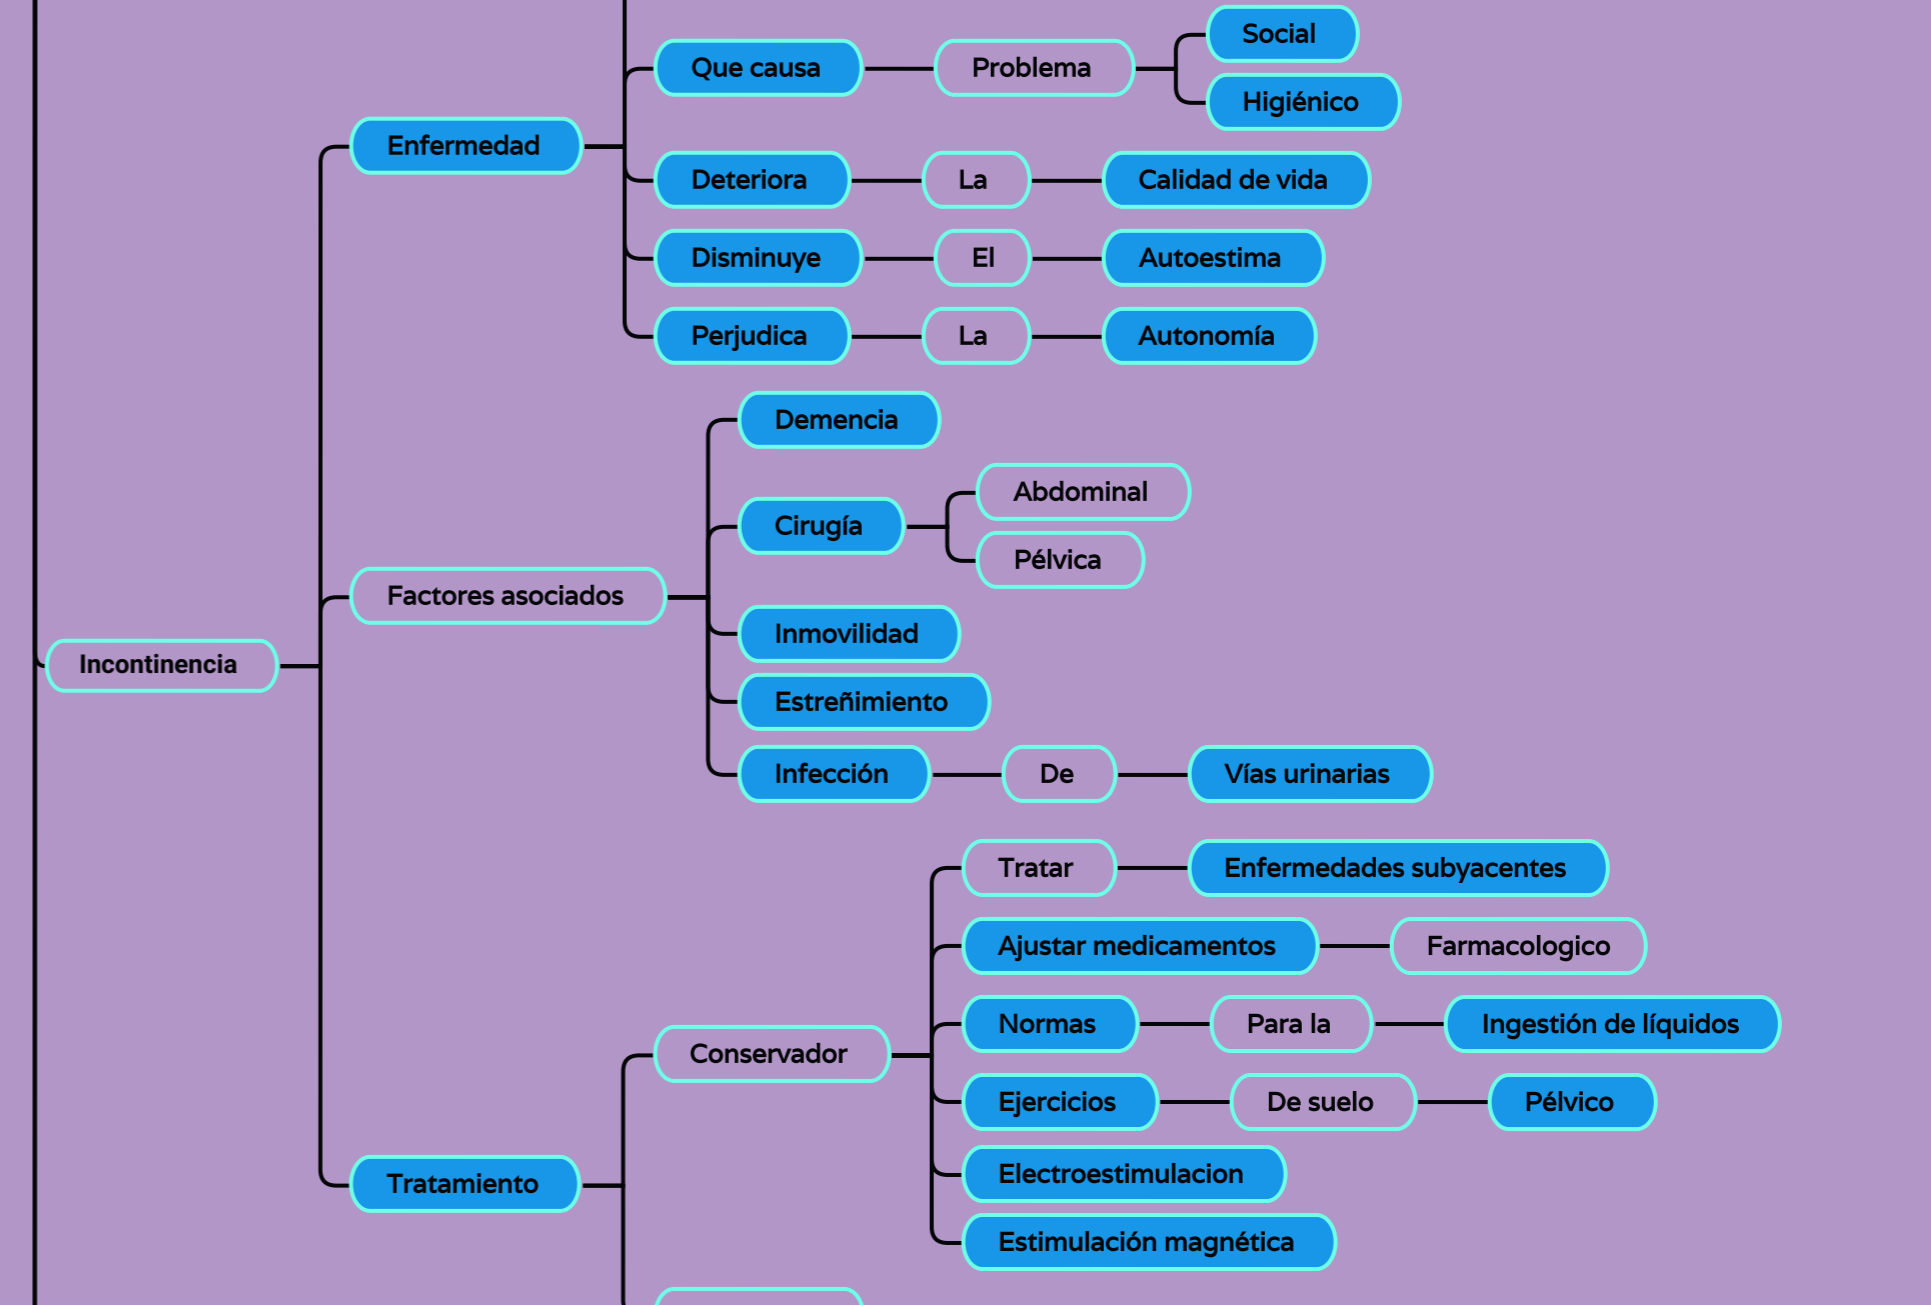 Social
Que causa
Problema
Higiénico
Enfermedad
Deteriora
La
Calidad de vida
Disminuye
El
Autoestima
Perjudica
La
Autonomía
Demencia
Abdominal
Cirugía
Pélvica
Factores asociados
Inmovilidad
Incontinencia
Estreñimiento
Infección
De
Vías urinarias
Tratar
Enfermedades subyacentes
Ajustar medicamentos
Farmacologico
Normas
Para la
Ingestión de líquidos
Conservador
Ejercicios
De suelo
Pélvico
Electroestimulacion
Tratamiento
Estimulación magnética